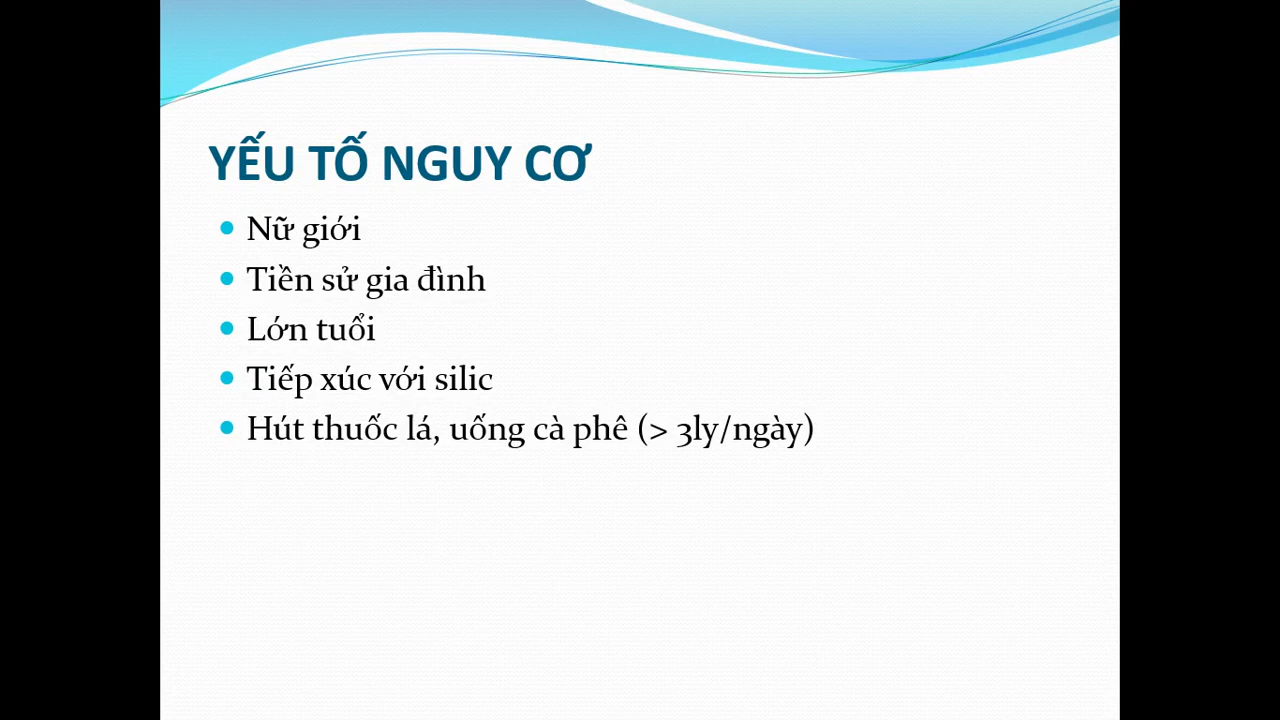 YẾU TỐ NGUY CƠ
• Nữ giới
• Tiền sử gia đình
• Lớn tuổi
• Tiếp xúc với silic
• Hút thuốc lá, uống cà phê (> 3ly/ngày)